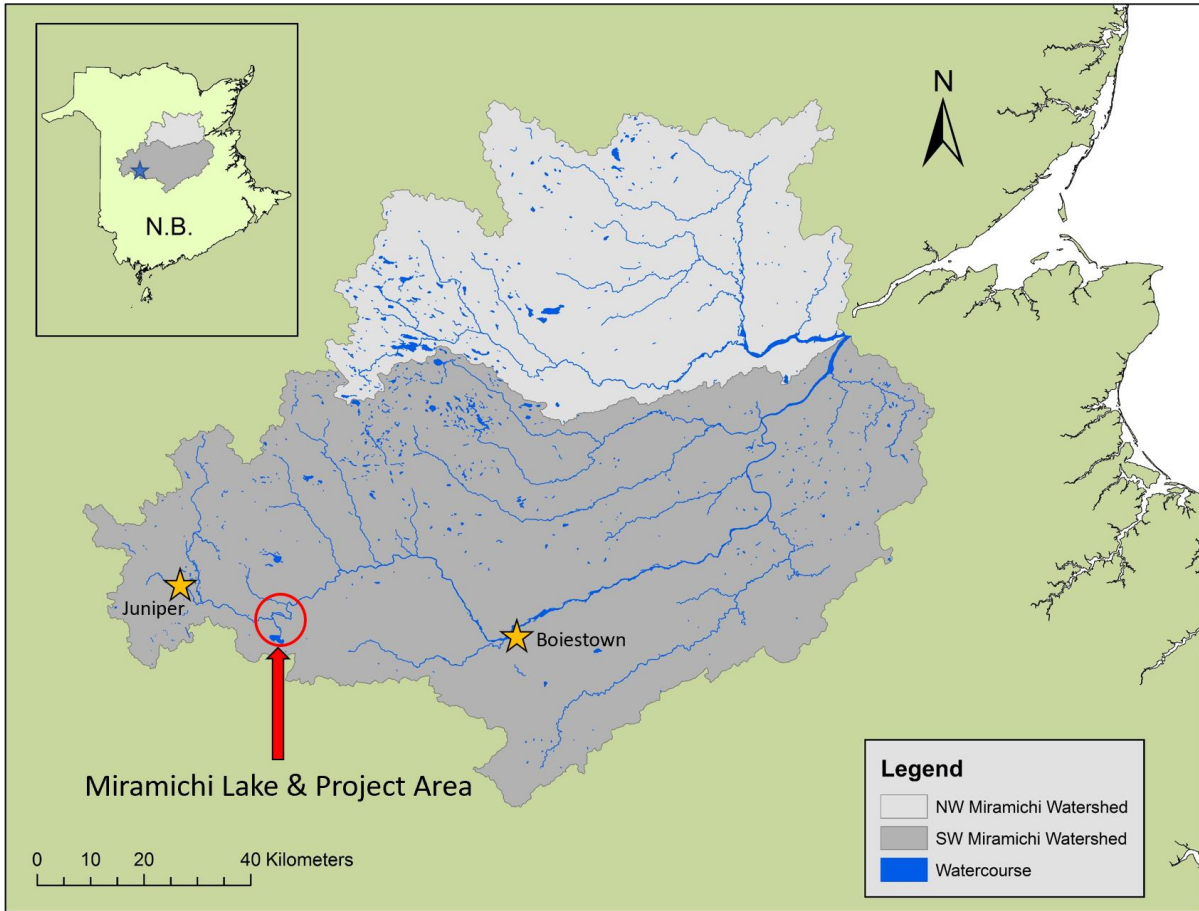 N.B.
N
Juniper
Boiestown
Miramichi Lake & Project Area
0 10 20 40 Kilometers
Legend
NW Miramichi Watershed
SW Miramichi Watershed
Watercourse